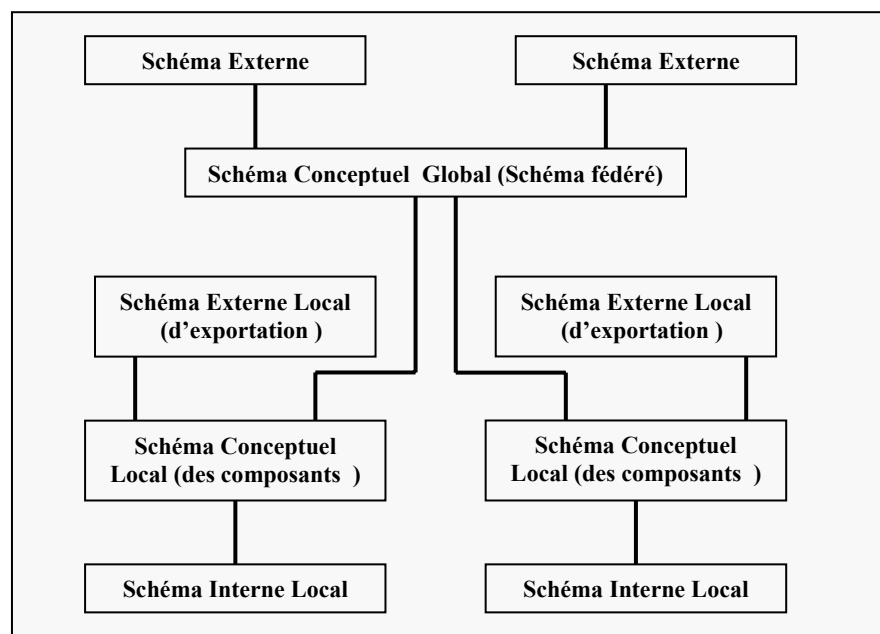 Schéma Externe
Schéma Externe
Schéma Conceptuel Global (Schéma fédéré)
Schéma Externe Local
(d'exportation )
Schéma Externe Local
(d'exportation )
Schéma Conceptuel
Local (des composants )
Schéma Conceptuel
Local (des composants )
Schéma Interne Local
Schéma Interne Local